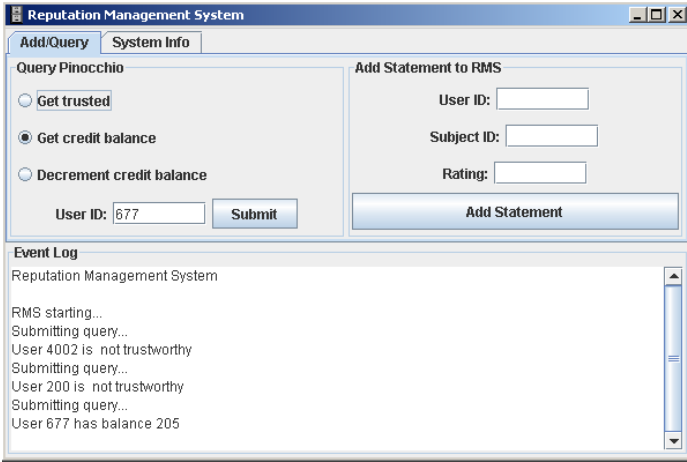 Reputation Management System
Add/Query System Info
Query Pinocchio
Get trusted
Get credit balance
Decrement credit balance
User ID: 677 Submit
Add Statement to RMS
User ID:
Subject ID:
Rating:
Add Statement
Event Log
Reputation Management System
RMS starting...
Submitting query...
User 4002 is  not trustworthy
Submitting query...
User 200 is  not trustworthy
Submitting query...
User 677 has balance 205